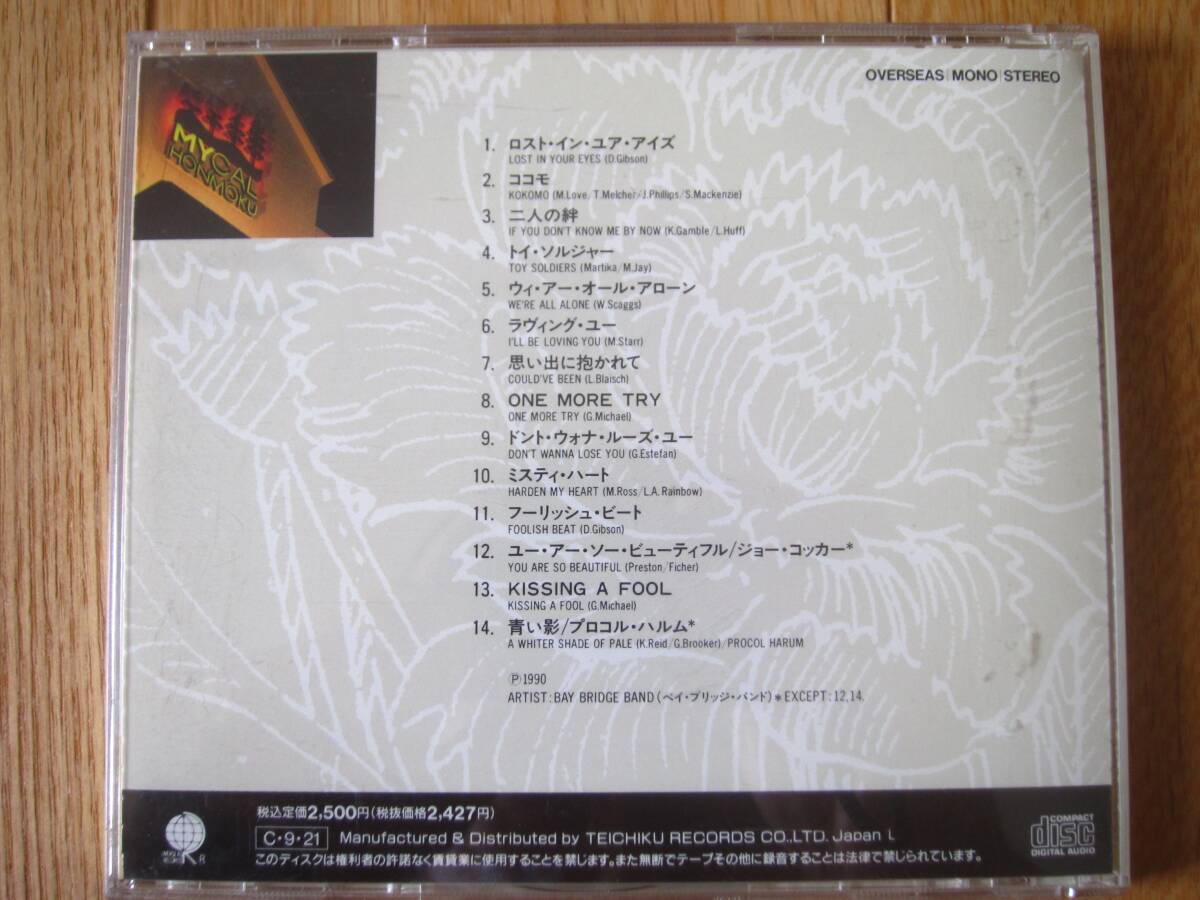 MYCAL
HONMOKU
OVERSEAS|MONO|STEREO
1. ロスト・イン・ユア・アイズ
LOST IN YOUR EYES (D.Gibson)
2. ココモ
KOKOMO (M.Love/T.Melcher/J.Phillips/S.Mackenzie)
3. 二人の絆
IF YOU DON'T KNOW ME BY NOW (K.Gamble/L.Huff)
4. トイ・ソルジャー
TOY SOLDIERS (Martika/M.Jay)
5. ウィ・アー・オール・アローン
WE'RE ALL ALONE (W.Scaggs)
6. ラヴィング・ユー
I'LL BE LOVING YOU (M.Starr)
7. 思い出に抱かれて
COULD'VE BEEN (L.Blaisch)
8. ONE MORE TRY
ONE MORE TRY (G.Michael)
9. ドント・ウォナ・ルーズ・ユー
DON'T WANNA LOSE YOU (G.Estefan)
10. ミスティ・ハート
HARDEN MY HEART (M.Ross/L.A.Rainbow)
11. フーリッシュ・ビート
FOOLISH BEAT (D.Gibson)
12. ユー・アー・ソー・ビューティフル/ジョー・コッカー*
YOU ARE SO BEAUTIFUL (Preston/Ficher)
13. KISSING A FOOL
KISSING A FOOL (G.Michael)
14. 青い影/プロコル・ハルム*
A WHITER SHADE OF PALE (K.Reid/G.Brooker)/PROCOL HARUM
Ⓟ1990
ARTIST:BAY BRIDGE BAND(ベイ・ブリッジ・バンド)*EXCEPT:12,14.
税込定価2,500円(税抜価格2,427円)
C・9・21 Manufactured & Distributed by TEICHIKU RECORDS CO.,LTD. Japan L
このディスクは権利者の許諾なく賃貸業に使用することを禁じます。また無断でテープその他に録音することは法律で禁じられています。
R
COMPACT
disc
DIGITAL AUDIO